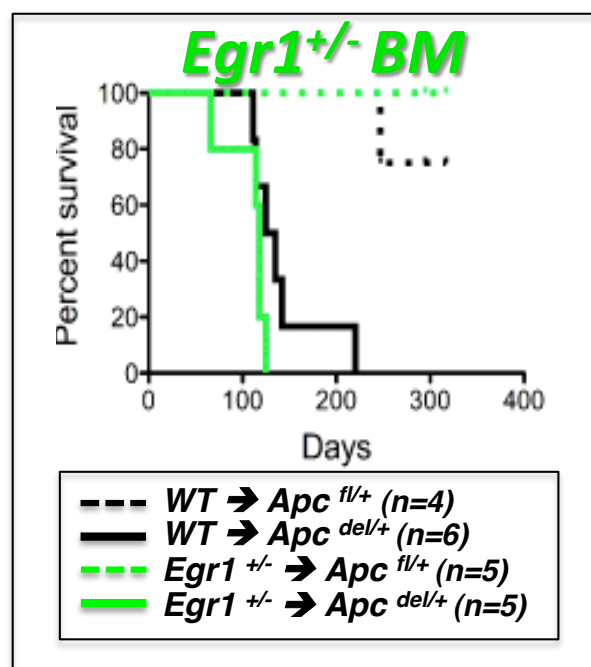 Egr1+/- BM
100
80
60
40
20
0
0 100 200 300 400
Percent survival
Days
WT ➔ Apc fl/+ (n=4)
WT ➔ Apc del/+ (n=6)
Egr1 +/- ➔ Apc fl/+ (n=5)
Egr1 +/- ➔ Apc del/+ (n=5)